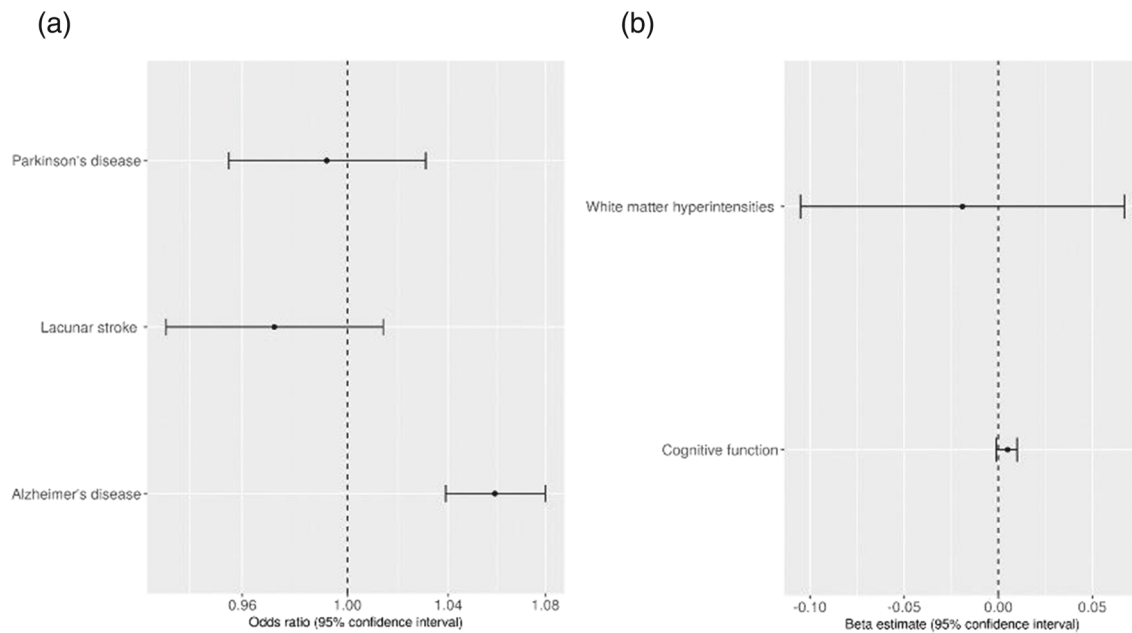 (a)
Parkinson's disease
Lacunar stroke
Alzheimer's disease
0.96 1.00 1.04 1.08
Odds ratio (95% confidence interval)
(b)
White matter hyperintensities
Cognitive function
-0.10 -0.05 0.00 0.05
Beta estimate (95% confidence interval)